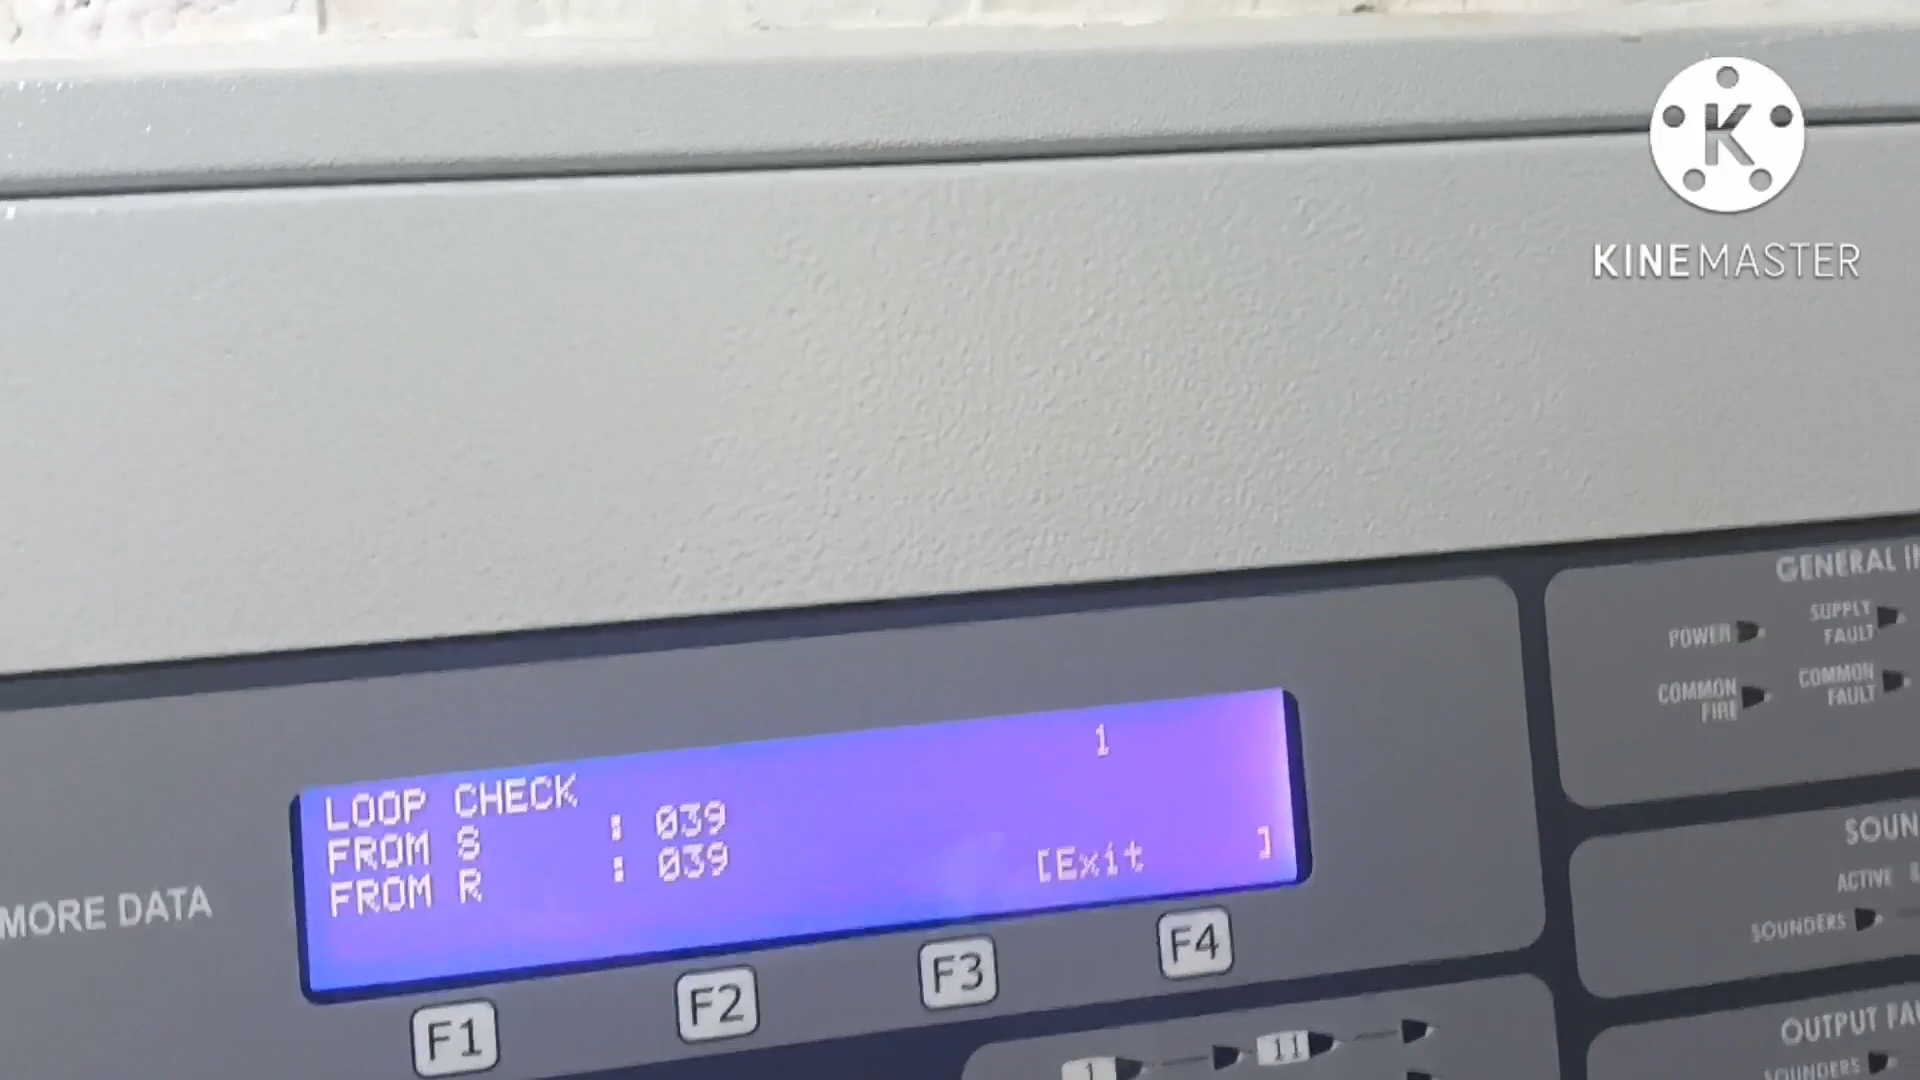 K
KINEMASTER
GENERAL
POWER
SUPPLY
FAULT
COMMON
FIRE
COMMON
FAULT
LOOP CHECK 1
FROM S : 039
FROM R : 039
[Exit ]
MORE DATA
F1
F2
F3
F4
SOUN
ACTIVE
SOUNDERS
1
11
OUTPUT FAU
SOUNDERS